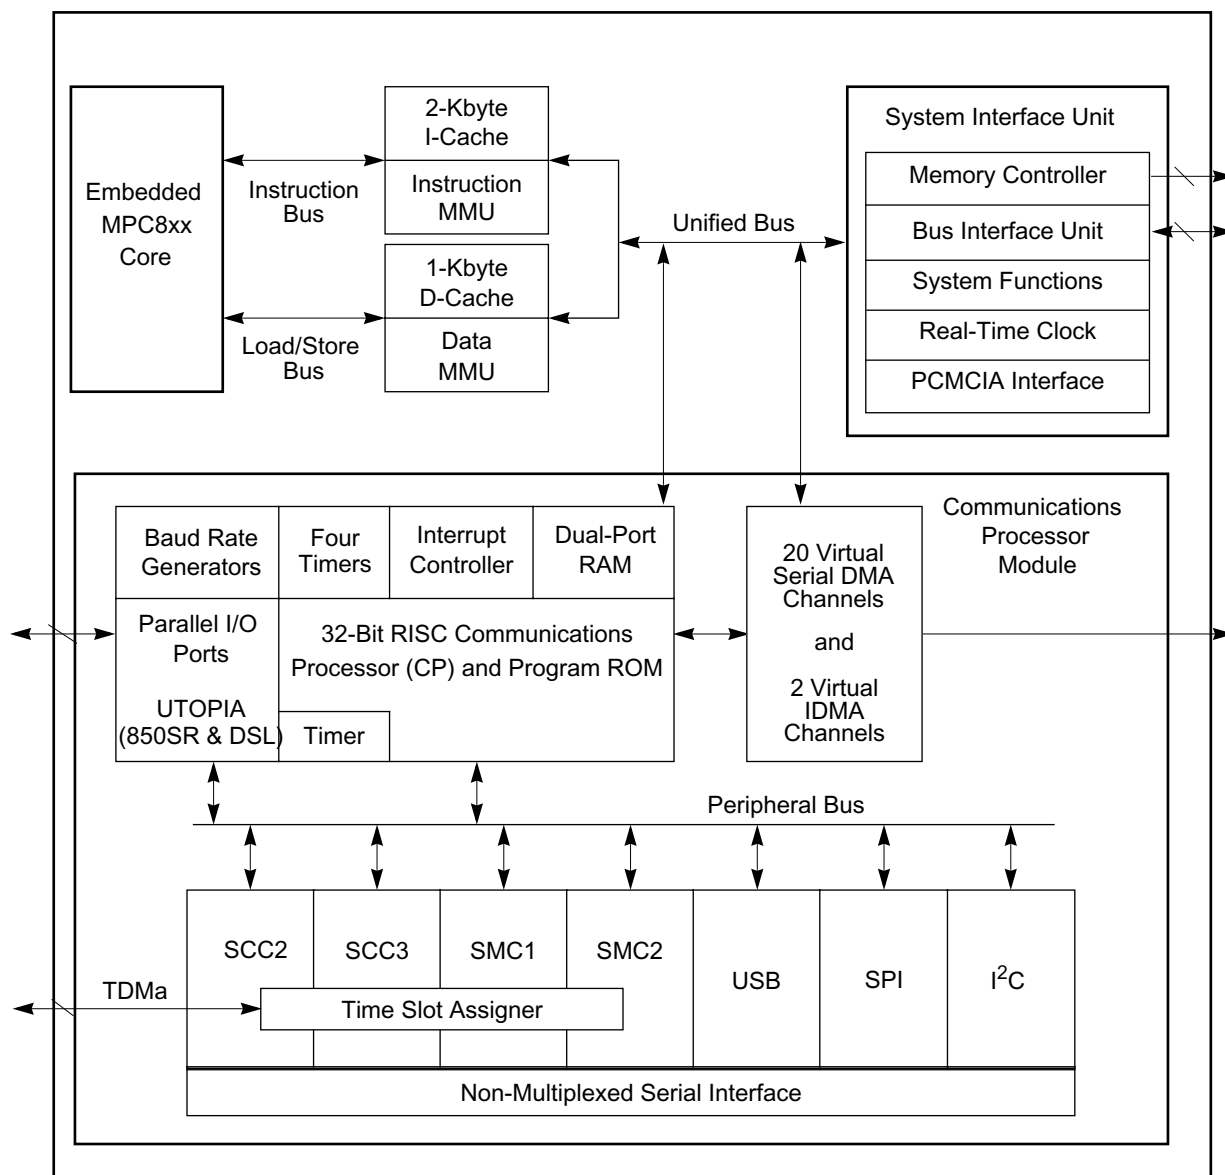 Embedded
MPC8xx
Core
Instruction
Bus
Load/Store
Bus
2-Kbyte
I-Cache
Instruction
MMU
1-Kbyte
D-Cache
Data
MMU
Unified Bus
System Interface Unit
Memory Controller
Bus Interface Unit
System Functions
Real-Time Clock
PCMCIA Interface
Communications
Processor
Module
Baud Rate
Generators
Four
Timers
Interrupt
Controller
Dual-Port
RAM
Parallel I/O
Ports
UTOPIA
(850SR & DSL)
32-Bit RISC Communications
Processor (CP) and Program ROM
Timer
20 Virtual
Serial DMA
Channels
and
2 Virtual
IDMA
Channels
Peripheral Bus
SCC2
SCC3
SMC1
SMC2
USB
SPI
I²C
TDMa
Time Slot Assigner
Non-Multiplexed Serial Interface